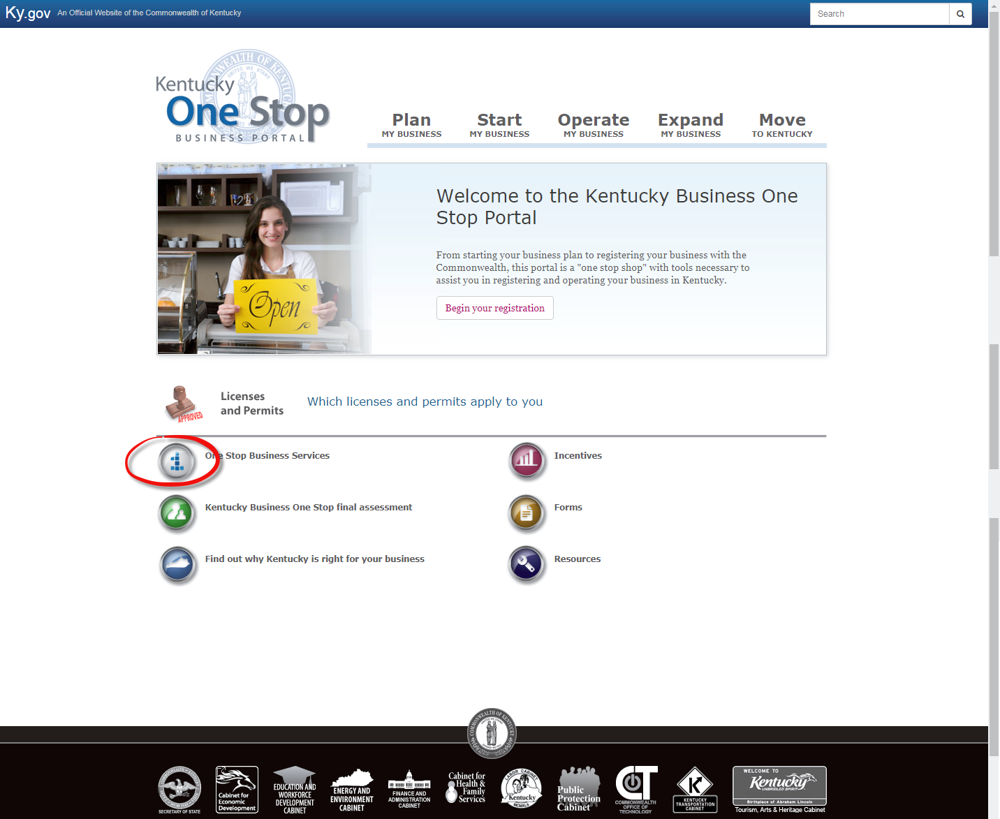 Ky.gov An Official Website of the Commonwealth of Kentucky
Search
Kentucky
One Stop
BUSINESS PORTAL
Plan
MY BUSINESS
Start
MY BUSINESS
Operate
MY BUSINESS
Expand
MY BUSINESS
Move
TO KENTUCKY
Open
Welcome to the Kentucky Business One
Stop Portal
From starting your business plan to registering your business with the
Commonwealth, this portal is a "one stop shop" with tools necessary to
assist you in registering and operating your business in Kentucky.
Begin your registration
APPROVED
Licenses
and Permits
Which licenses and permits apply to you
One Stop Business Services
Incentives
Kentucky Business One Stop final assessment
Forms
Find out why Kentucky is right for your business
Resources
COMMONWEALTH OF KENTUCKY
SECRETARY OF STATE
Cabinet for
Economic
Development
EDUCATION AND
WORKFORCE
DEVELOPMENT
CABINET
ENERGY AND
ENVIRONMENT
CABINET
FINANCE AND
ADMINISTRATION
CABINET
Cabinet for
Health &
Family
Services
LABOR CABINET
Kentucky
Public
Protection
Cabinet
COMMONWEALTH
OFFICE OF
TECHNOLOGY
KENTUCKY
TRANSPORTATION
CABINET
WELCOME TO
Kentucky
UNBRIDLED SPIRIT
Birthplace of Abraham Lincoln
Tourism, Arts & Heritage Cabinet